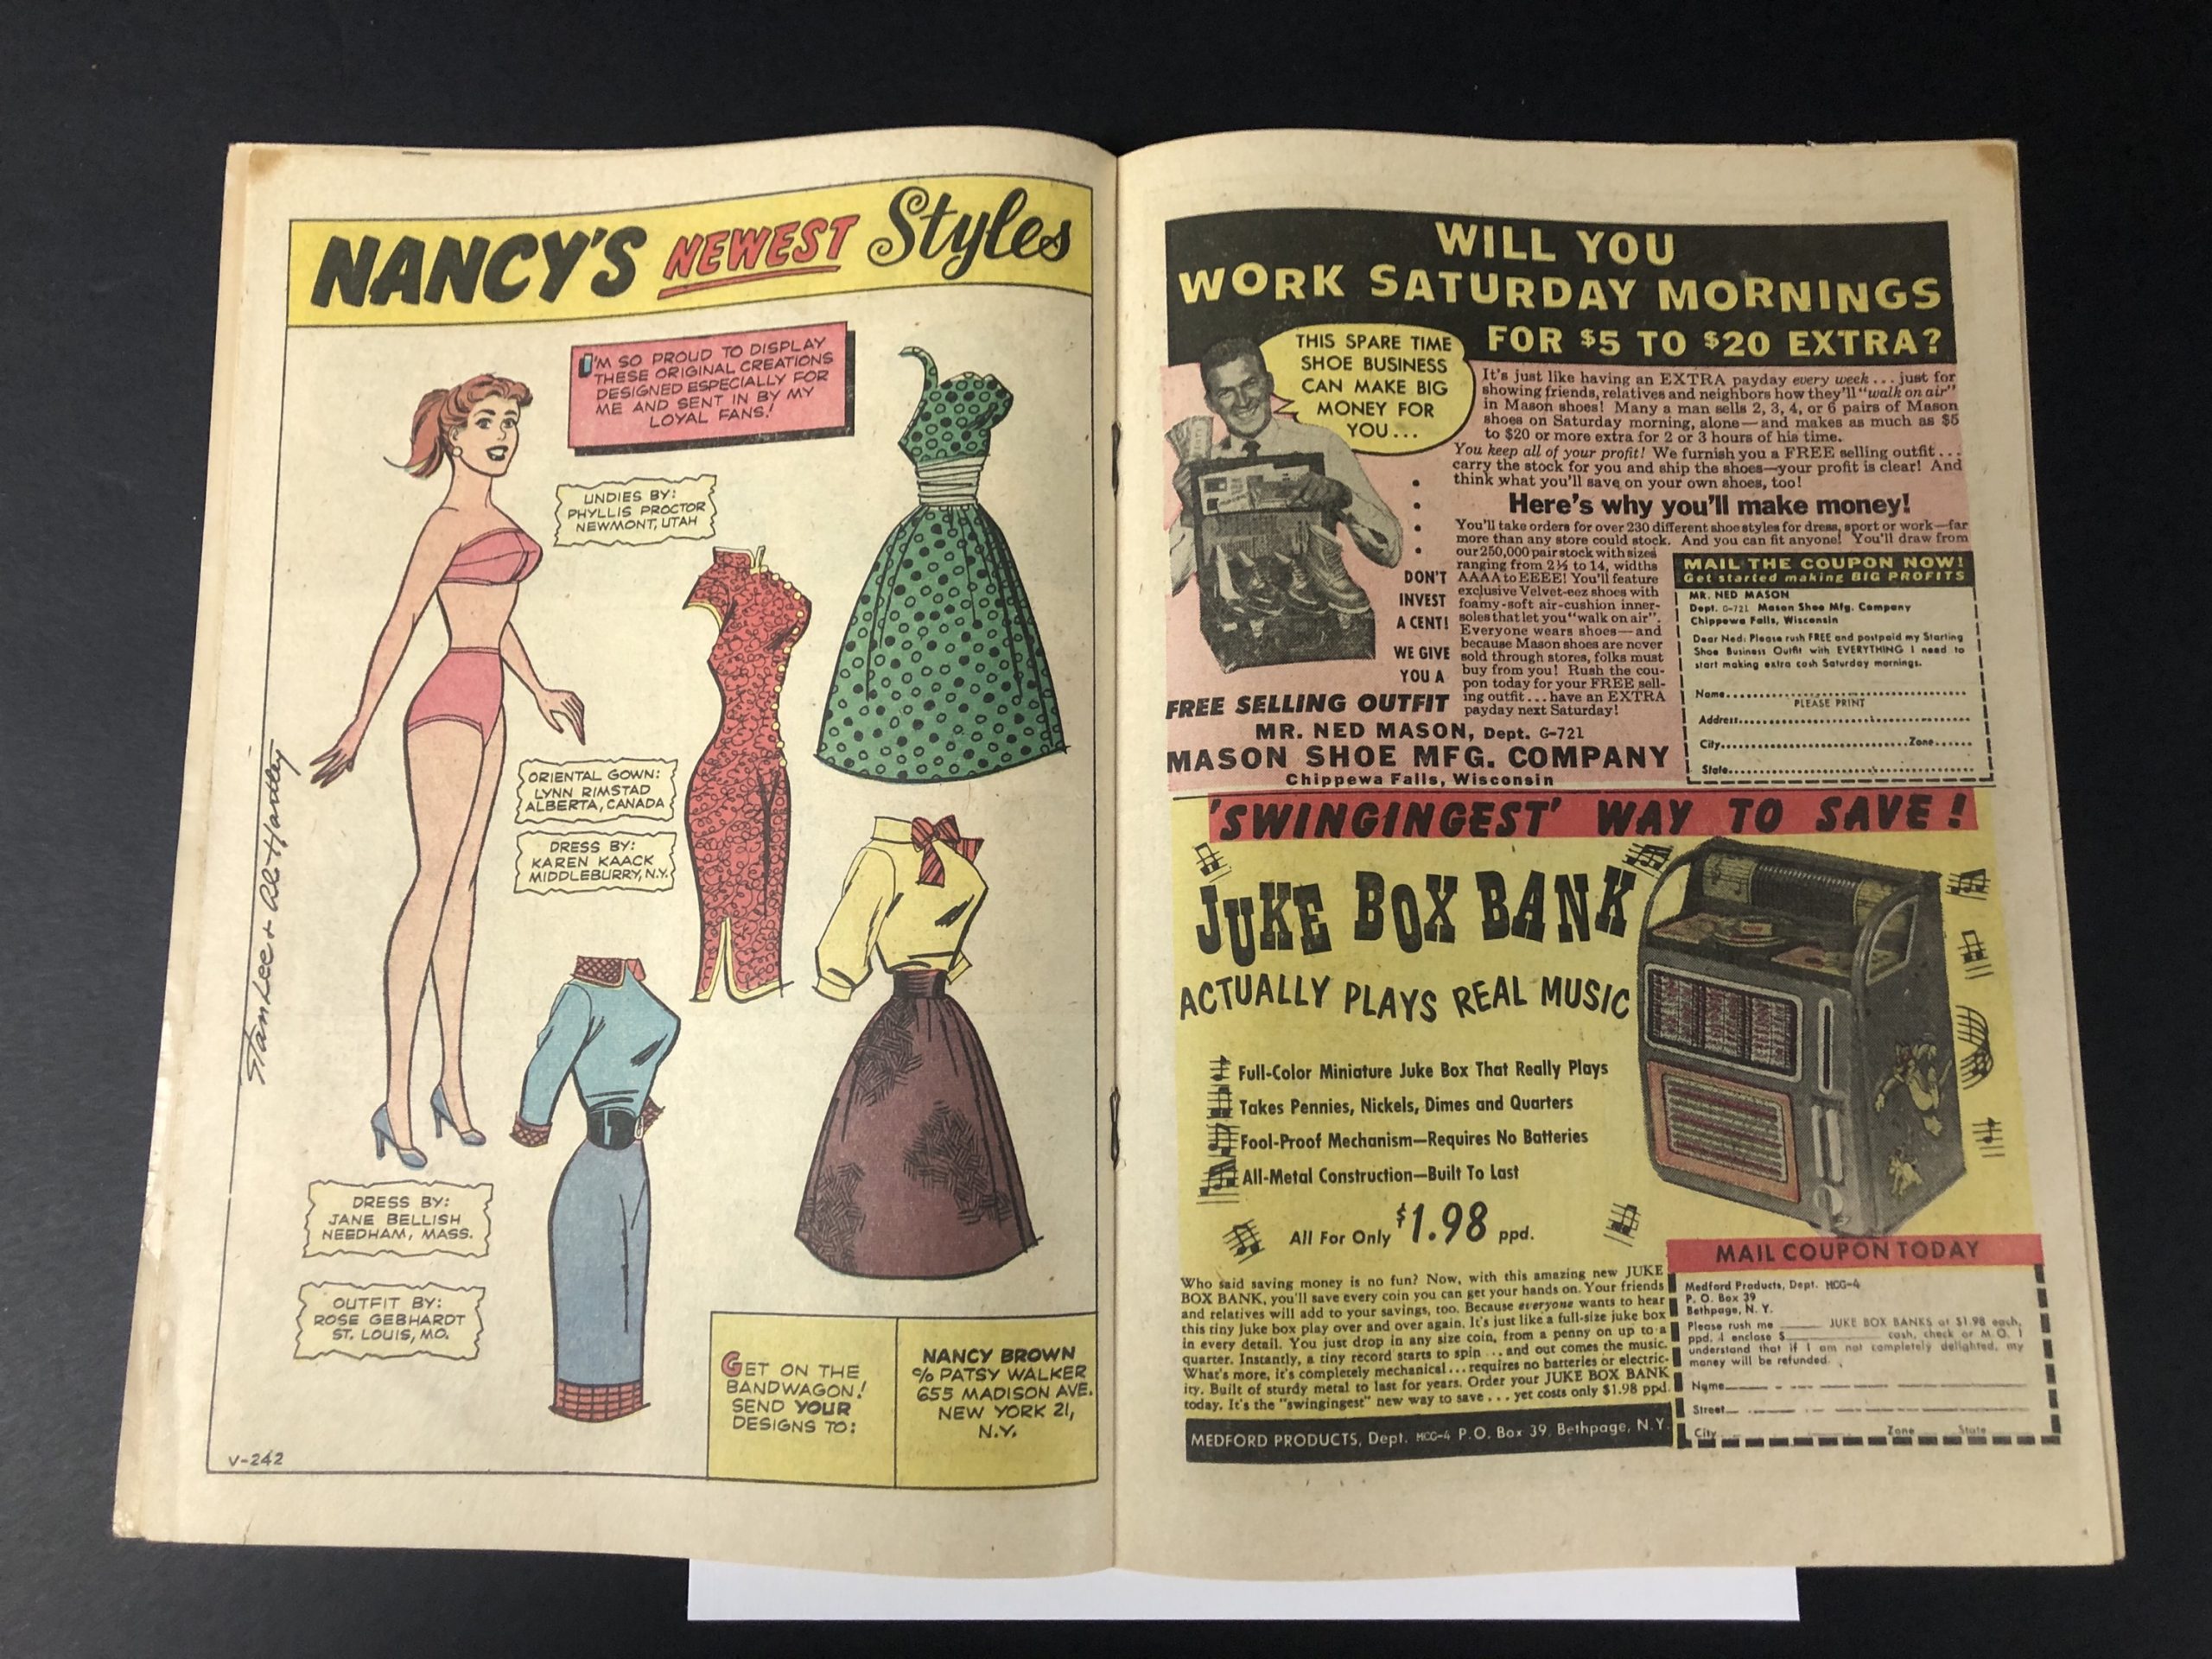 NANCY'S NEWEST Styles
I'M SO PROUD TO DISPLAY
THESE ORIGINAL CREATIONS
DESIGNED ESPECIALLY FOR
ME AND SENT IN BY MY
LOYAL FANS!
UNDIES BY:
PHYLLIS PROCTOR
NEWMONT, UTAH
ORIENTAL GOWN:
LYNN RIMSTAD
ALBERTA, CANADA
DRESS BY:
KAREN KAACK
MIDDLEBURRY, N.Y.
Stan Lee + Al Hartley
DRESS BY:
JANE BELLISH
NEEDHAM, MASS.
OUTFIT BY:
ROSE GEBHARDT
ST. LOUIS, MO.
GET ON THE
BANDWAGON!
SEND YOUR
DESIGNS TO:
NANCY BROWN
c/o PATSY WALKER
655 MADISON AVE.
NEW YORK 21,
N.Y.
V-242
WILL YOU
WORK SATURDAY MORNINGS
FOR $5 TO $20 EXTRA?
THIS SPARE TIME
SHOE BUSINESS
CAN MAKE BIG
MONEY FOR
YOU...
It's just like having an EXTRA payday every week...just for
showing friends, relatives and neighbors how they'll "walk on air"
in Mason shoes! Many a man sells 2, 3, 4, or 6 pairs of Mason
shoes on Saturday morning, alone—and makes as much as $5
to $20 or more extra for 2 or 3 hours of his time.
You keep all of your profit! We furnish you a FREE selling outfit...
carry the stock for you and ship the shoes—your profit is clear! And
think what you'll save on your own shoes, too!
Here's why you'll make money!
You'll take orders for over 230 different shoe styles for dress, sport or work—far
more than any store could stock. And you can fit anyone! You'll draw from
our 250,000 pair stock with sizes
ranging from 2½ to 14, widths
AAAA to EEEE! You'll feature
exclusive Velvet-eez shoes with
foamy-soft air-cushion inner-
soles that let you "walk on air".
Everyone wears shoes—and
because Mason shoes are never
sold through stores, folks must
buy from you! Rush the cou-
pon today for your FREE sell-
ing outfit...have an EXTRA
payday next Saturday!
DON'T
INVEST
A CENT!
WE GIVE
YOU A
FREE SELLING OUTFIT
MR. NED MASON, Dept. G-721
MASON SHOE MFG. COMPANY
Chippewa Falls, Wisconsin
MAIL THE COUPON NOW!
Get started making BIG PROFITS
MR. NED MASON
Dept. G-721 Mason Shoe Mfg. Company
Chippewa Falls, Wisconsin
Dear Ned: Please rush FREE and postpaid my Starting
Shoe Business Outfit with EVERYTHING I need to
start making extra cash Saturday mornings.
Name
PLEASE PRINT
Address
City Zone
State
'SWINGINGEST' WAY TO SAVE!
JUKE BOX BANK
ACTUALLY PLAYS REAL MUSIC
Full-Color Miniature Juke Box That Really Plays
Takes Pennies, Nickels, Dimes and Quarters
Fool-Proof Mechanism—Requires No Batteries
All-Metal Construction—Built To Last
All For Only $1.98 ppd.
Who said saving money is no fun? Now, with this amazing new JUKE
BOX BANK, you'll save every coin you can get your hands on. Your friends
and relatives will add to your savings, too. Because everyone wants to hear
this tiny Juke box play over and over again. It's just like a full-size juke box
in every detail. You just drop in any size coin, from a penny on up to a
quarter. Instantly, a tiny record starts to spin...and out comes the music.
What's more, it's completely mechanical...requires no batteries or electric-
ity. Built of sturdy metal to last for years. Order your JUKE BOX BANK
today. It's the "swingingest" new way to save...yet costs only $1.98 ppd.
MEDFORD PRODUCTS, Dept. MCG-4 P.O. Box 39, Bethpage, N.Y.
MAIL COUPON TODAY
Medford Products, Dept. MCG-4
P. O. Box 39
Bethpage, N. Y.
Please rush me ______ JUKE BOX BANKS at $1.98 each,
ppd. I enclose $______ cash, check or M.O. I
understand that if I am not completely delighted, my
money will be refunded.
Name
Street
City Zone State